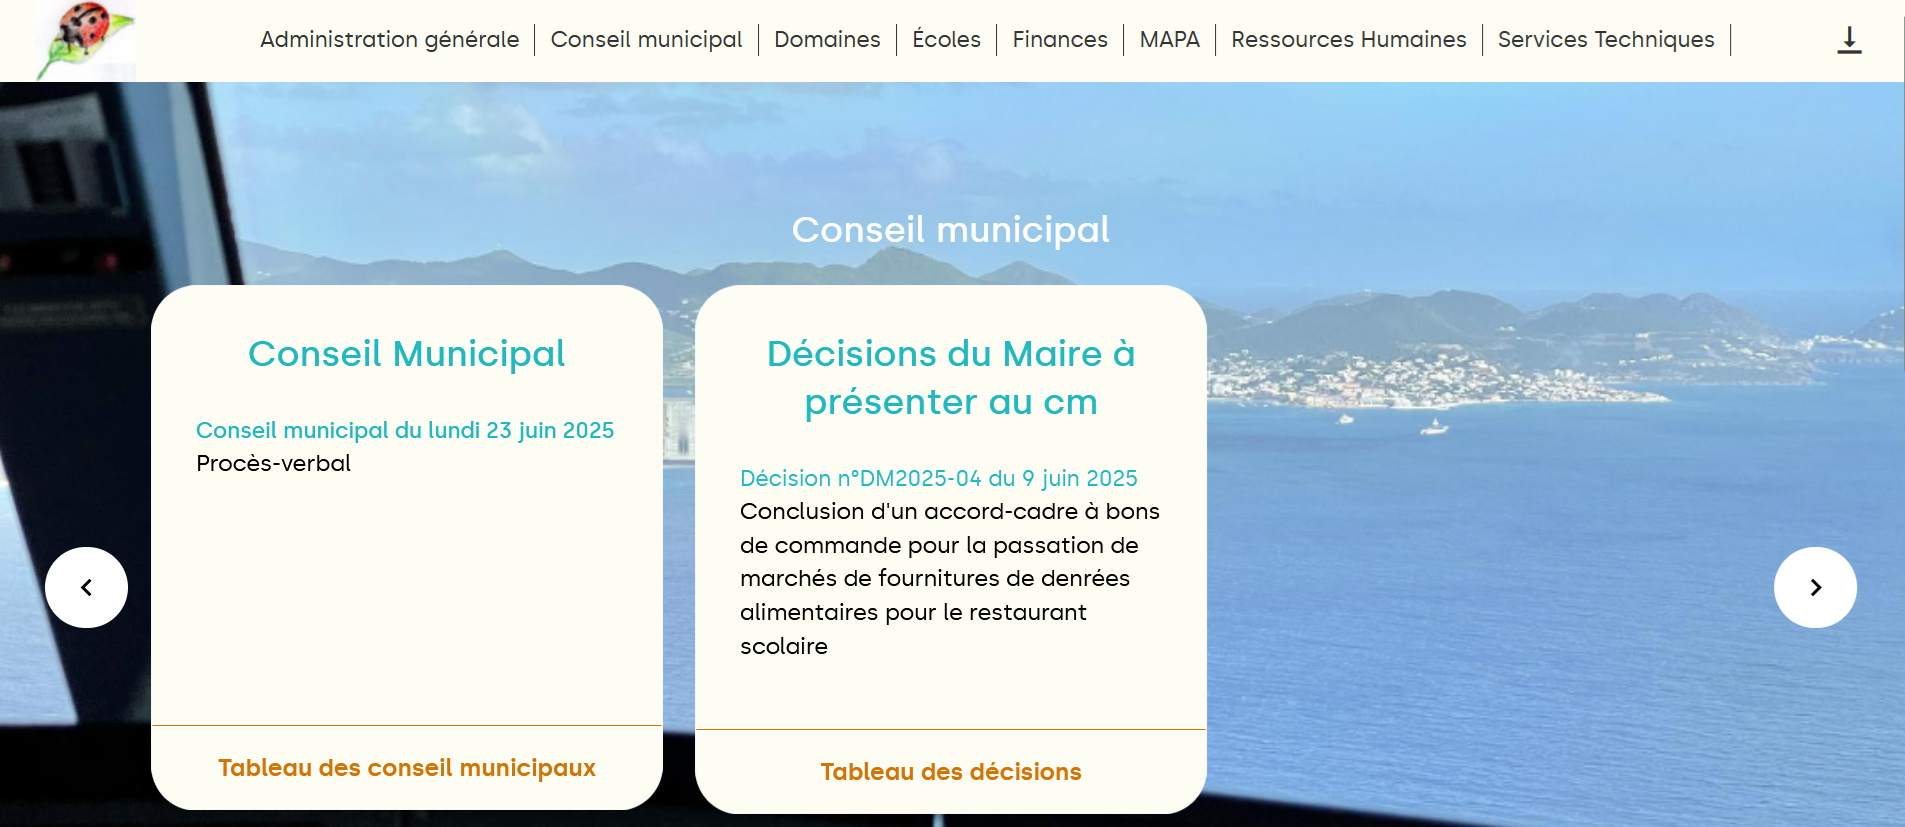 Administration générale
Conseil municipal
Domaines
Écoles
Finances
MAPA
Ressources Humaines
Services Techniques
Conseil municipal
Conseil Municipal
Conseil municipal du lundi 23 juin 2025
Procès-verbal
Tableau des conseil municipaux
Décisions du Maire à
présenter au cm
Décision n°DM2025-04 du 9 juin 2025
Conclusion d'un accord-cadre à bons
de commande pour la passation de
marchés de fournitures de denrées
alimentaires pour le restaurant
scolaire
Tableau des décisions